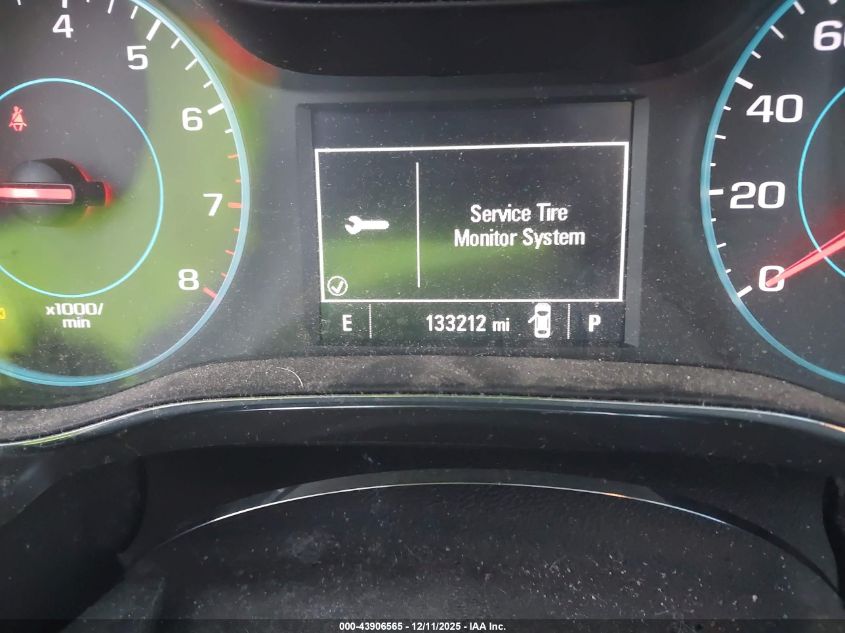 4
5
6
7
8
x1000/
min
Service Tire
Monitor System
E 133212 mi P
60
40
20
0
000-43906565 - 12/11/2025 - IAA Inc.